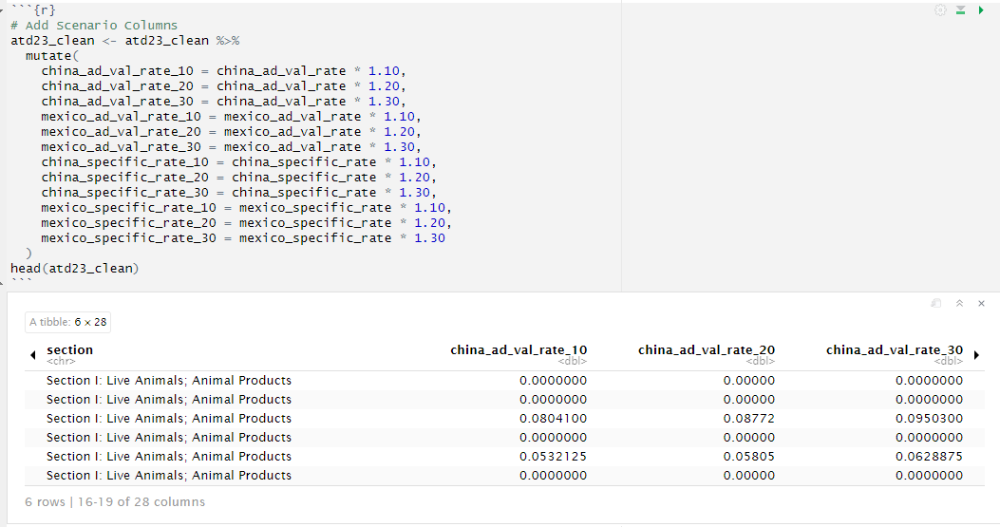 ```{r}
# Add Scenario Columns
atd23_clean <- atd23_clean %>%
  mutate(
    china_ad_val_rate_10 = china_ad_val_rate * 1.10,
    china_ad_val_rate_20 = china_ad_val_rate * 1.20,
    china_ad_val_rate_30 = china_ad_val_rate * 1.30,
    mexico_ad_val_rate_10 = mexico_ad_val_rate * 1.10,
    mexico_ad_val_rate_20 = mexico_ad_val_rate * 1.20,
    mexico_ad_val_rate_30 = mexico_ad_val_rate * 1.30,
    china_specific_rate_10 = china_specific_rate * 1.10,
    china_specific_rate_20 = china_specific_rate * 1.20,
    china_specific_rate_30 = china_specific_rate * 1.30,
    mexico_specific_rate_10 = mexico_specific_rate * 1.10,
    mexico_specific_rate_20 = mexico_specific_rate * 1.20,
    mexico_specific_rate_30 = mexico_specific_rate * 1.30
  )
head(atd23_clean)
```
A tibble: 6 × 28
section china_ad_val_rate_10 china_ad_val_rate_20 china_ad_val_rate_30
<chr> <dbl> <dbl> <dbl>
Section I: Live Animals; Animal Products 0.0000000 0.00000 0.0000000
Section I: Live Animals; Animal Products 0.0000000 0.00000 0.0000000
Section I: Live Animals; Animal Products 0.0804100 0.08772 0.0950300
Section I: Live Animals; Animal Products 0.0000000 0.00000 0.0000000
Section I: Live Animals; Animal Products 0.0532125 0.05805 0.0628875
Section I: Live Animals; Animal Products 0.0000000 0.00000 0.0000000
6 rows | 16-19 of 28 columns